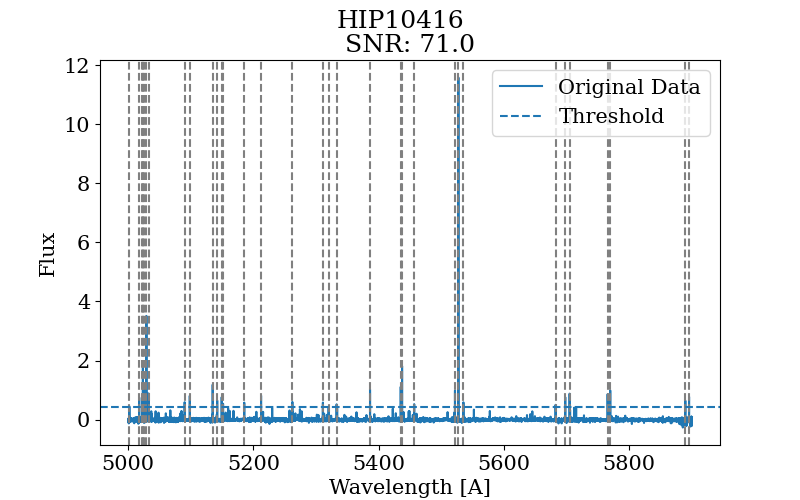 HIP10416
SNR: 71.0
Original Data
Threshold
12
10
8
6
4
2
0
Flux
5000 5200 5400 5600 5800
Wavelength [A]